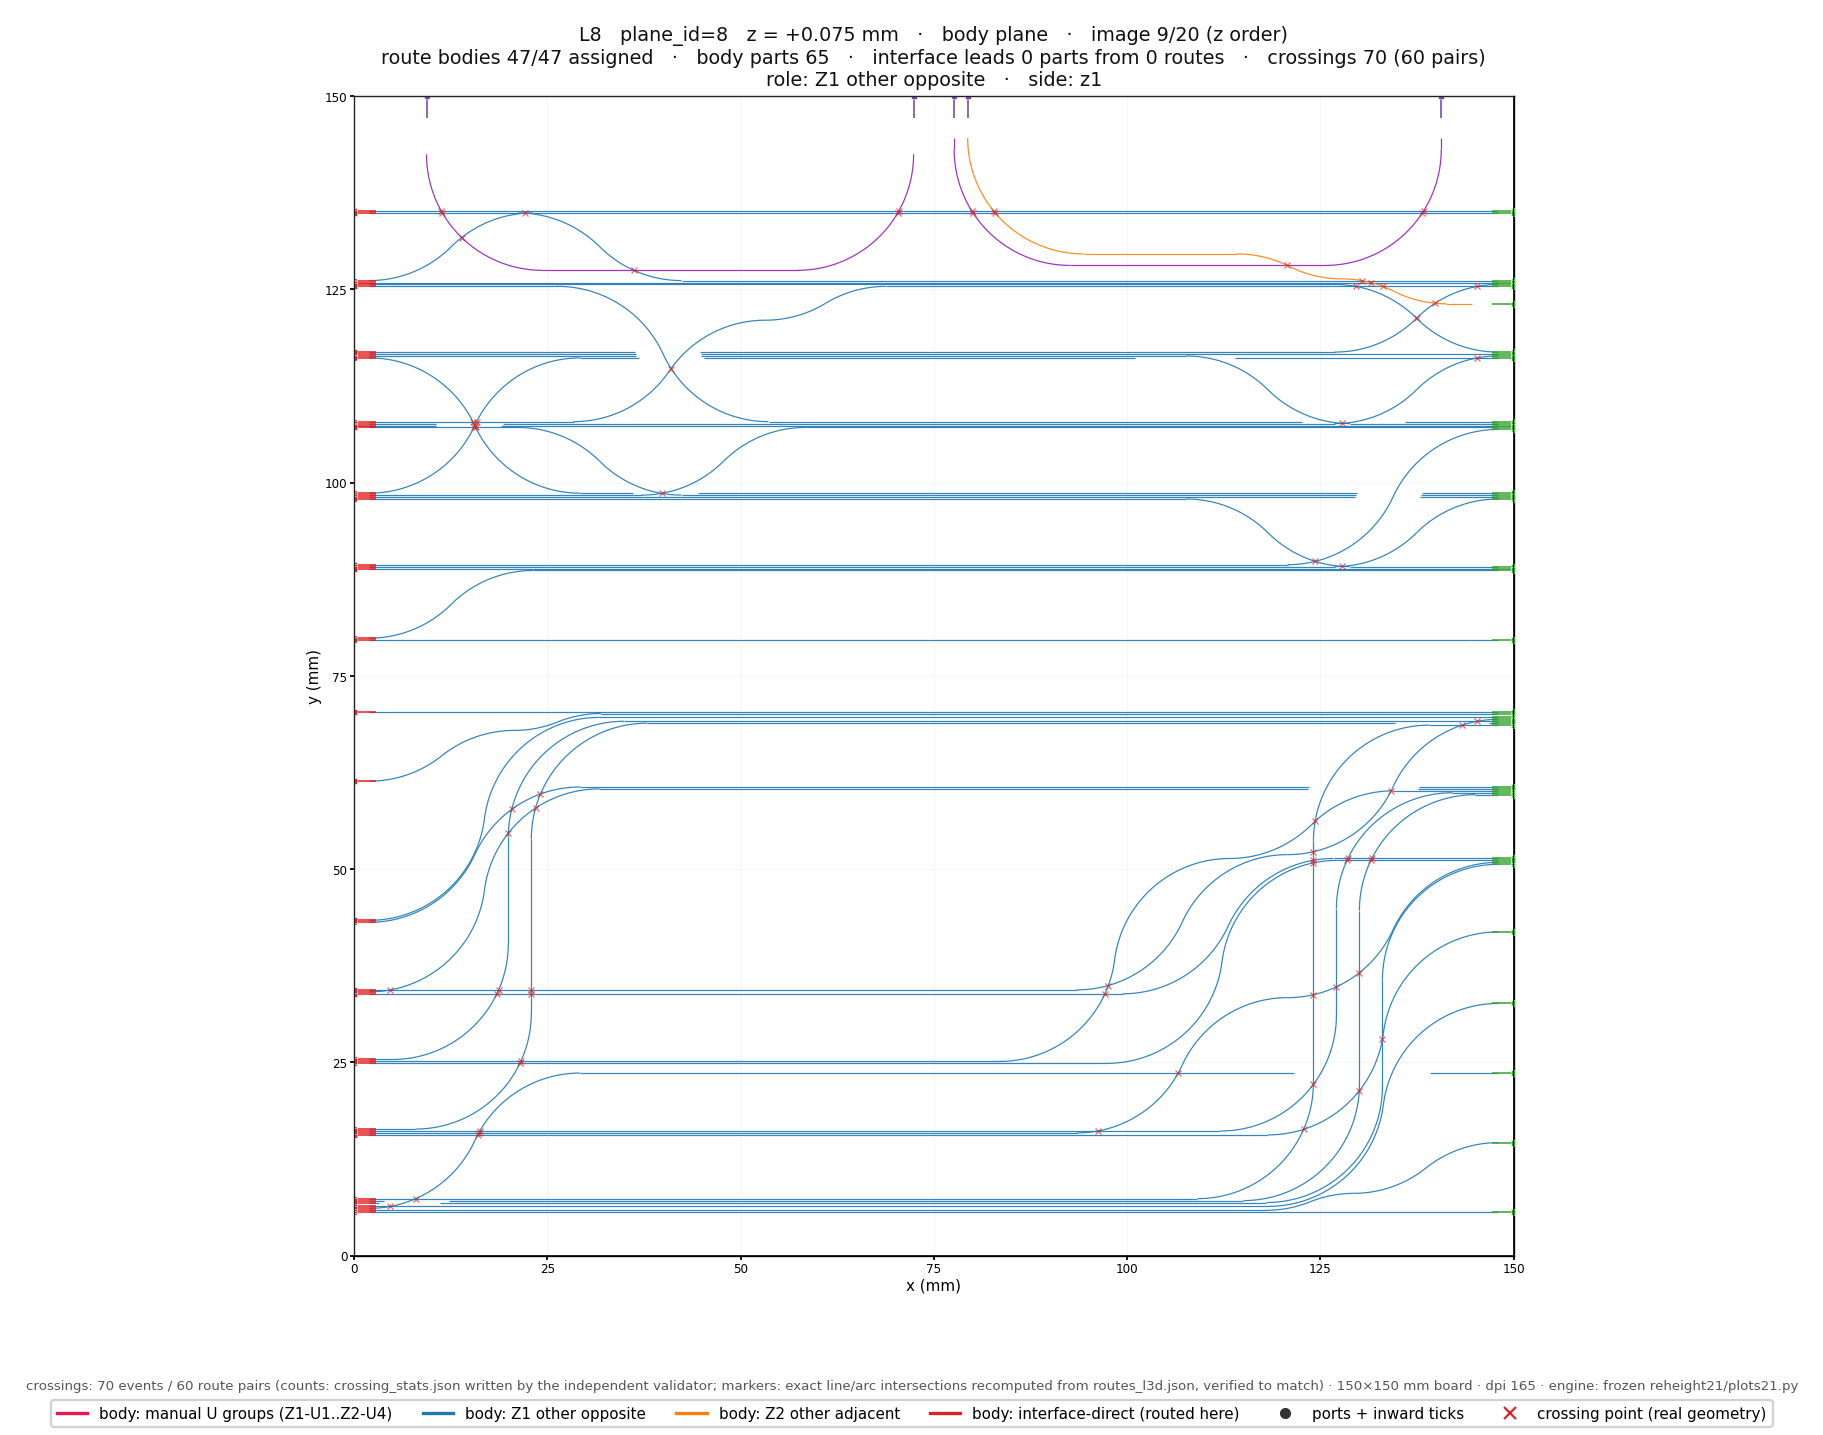 L8   plane_id=8   z = +0.075 mm   ·   body plane   ·   image 9/20 (z order)
route bodies 47/47 assigned   ·   body parts 65   ·   interface leads 0 parts from 0 routes   ·   crossings 70 (60 pairs)
role: Z1 other opposite   ·   side: z1
150
125
100
75
50
25
0
y (mm)
0 25 50 75 100 125 150
x (mm)
crossings: 70 events / 60 route pairs (counts: crossing_stats.json written by the independent validator; markers: exact line/arc intersections recomputed from routes_l3d.json, verified to match) · 150×150 mm board · dpi 165 · engine: frozen reheight21/plots21.py
body: manual U groups (Z1-U1..Z2-U4) body: Z1 other opposite body: Z2 other adjacent body: interface-direct (routed here) ports + inward ticks crossing point (real geometry)